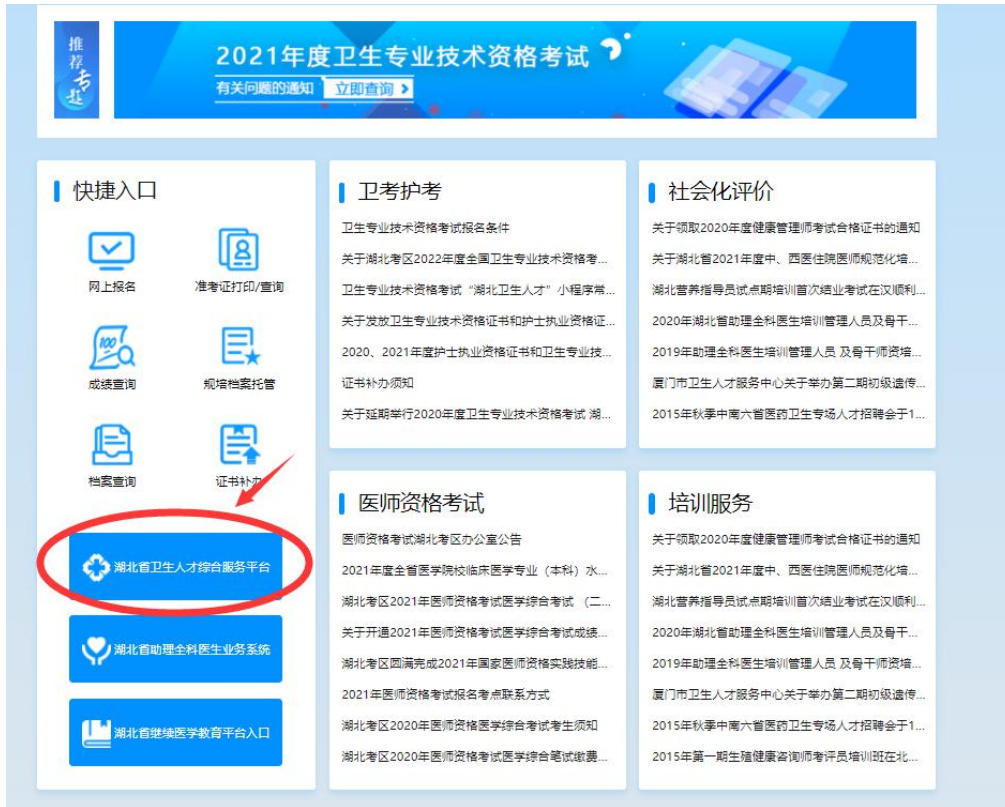 推荐专题
2021年度卫生专业技术资格考试
有关问题的通知 立即查询
快捷入口
网上报名
准考证打印/查询
成绩查询
规培档案托管
档案查询
证书补办
湖北省卫生人才综合服务平台
湖北省助理全科医生业务系统
湖北省继续医学教育平台入口
卫考护考
卫生专业技术资格考试报名条件
关于湖北考区2022年度全国卫生专业技术资格考...
卫生专业技术资格考试“湖北卫生人才”小程序常...
关于发放卫生专业技术资格证书和护士执业资格证...
2020、2021年度护士执业资格证书和卫生专业技...
证书补办须知
关于延期举行2020年度卫生专业技术资格考试 湖...
社会化评价
关于领取2020年度健康管理师考试合格证书的通知
关于湖北省2021年度中、西医住院医师规范化培...
湖北营养指导员试点期培训首次结业考试在汉顺利...
2020年湖北省助理全科医生培训管理人员及骨干...
2019年助理全科医生培训管理人员 及骨干师资培...
厦门市卫生人才服务中心关于举办第二期初级遗传...
2015年秋季中南六省医药卫生专场人才招聘会于1...
医师资格考试
医师资格考试湖北考区办公室公告
2021年度全省医学院校临床医学专业（本科）水...
湖北考区2021年医师资格考试医学综合考试 （二...
关于开通2021年医师资格考试医学综合考试成绩...
湖北考区圆满完成2021年国家医师资格实践技能...
2021年医师资格考试报名考点联系方式
湖北考区2020年医师资格医学综合考试考生须知
湖北考区2020年医师资格考试医学综合笔试缴费...
培训服务
关于领取2020年度健康管理师考试合格证书的通知
关于湖北省2021年度中、西医住院医师规范化培...
湖北营养指导员试点期培训首次结业考试在汉顺利...
2020年湖北省助理全科医生培训管理人员及骨干...
2019年助理全科医生培训管理人员 及骨干师资培...
厦门市卫生人才服务中心关于举办第二期初级遗传...
2015年秋季中南六省医药卫生专场人才招聘会于1...
2015年第一期生殖健康咨询师考评员培训班在北...